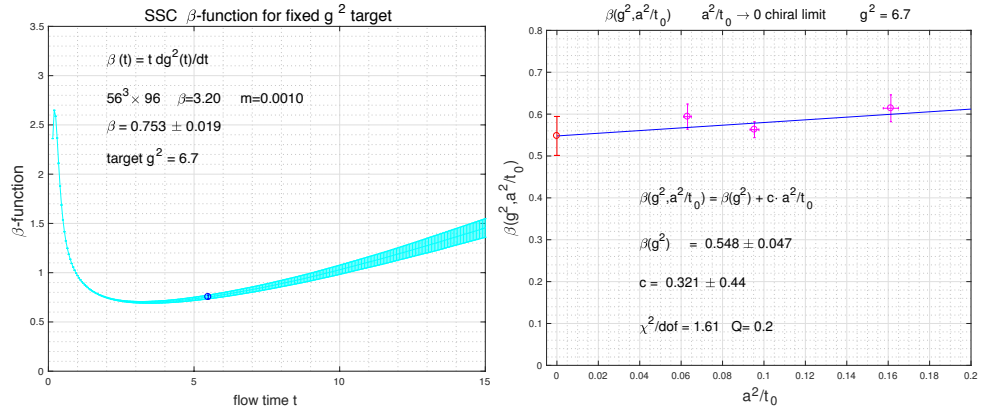 SSC β-function for fixed g² target
β (t) = t dg²(t)/dt
56³ × 96 β=3.20 m=0.0010
β = 0.753 ± 0.019
target g² = 6.7
β-function
3.5
3
2.5
2
1.5
1
0.5
0
0 5 10 15
flow time t
β(g²,a²/t₀) a²/t₀ → 0 chiral limit g² = 6.7
β(g²,a²/t₀)
0.8
0.7
0.6
0.5
0.4
0.3
0.2
0.1
0
β(g²,a²/t₀) = β(g²) + c· a²/t₀
β(g²) = 0.548 ± 0.047
c = 0.321 ± 0.44
χ²/dof = 1.61 Q= 0.2
0 0.02 0.04 0.06 0.08 0.1 0.12 0.14 0.16 0.18 0.2
a²/t₀